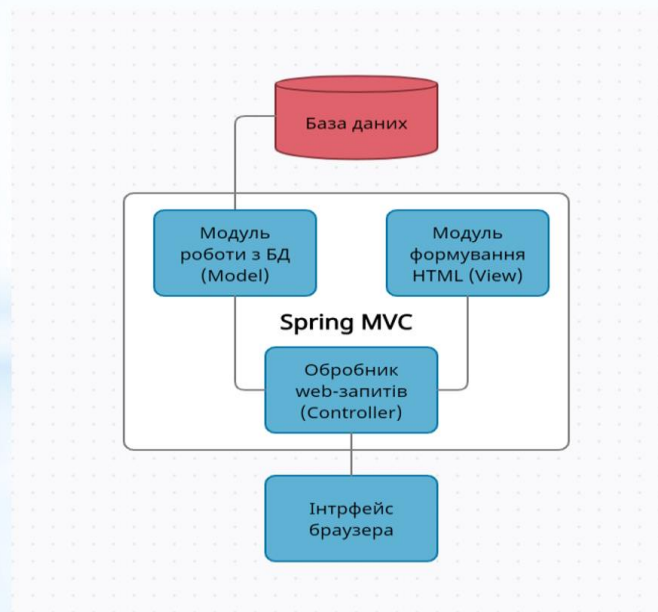 База даних
Модуль
роботи з БД
(Model)
Модуль
формування
HTML (View)
Spring MVC
Обробник
web-запитів
(Controller)
Інтрфейс
браузера